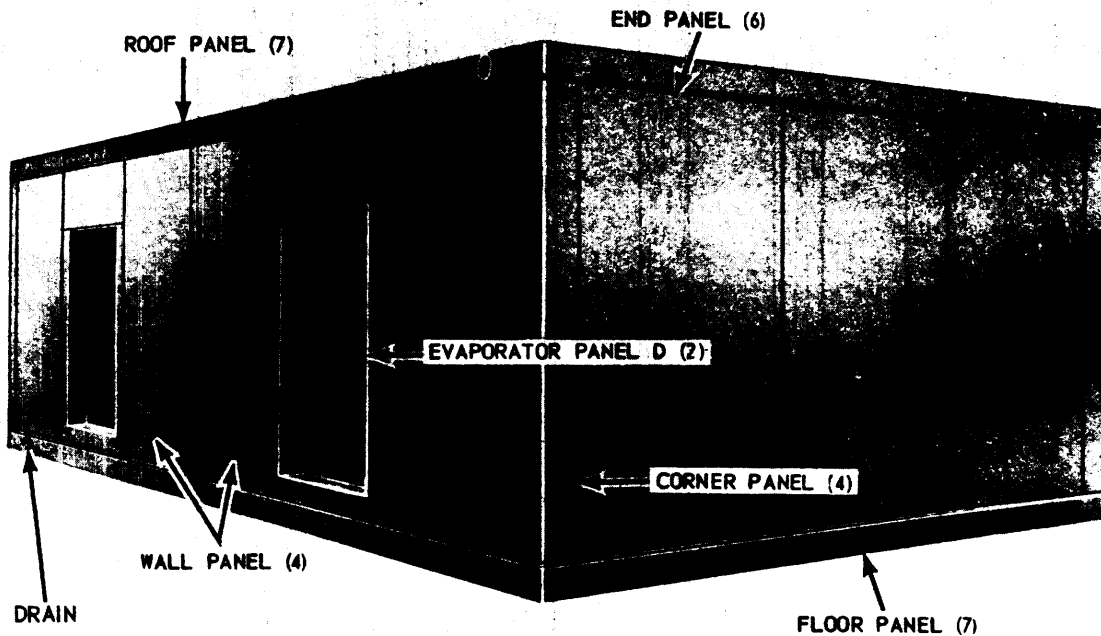 END PANEL (6)
ROOF PANEL (7)
EVAPORATOR PANEL D (2)
CORNER PANEL (4)
WALL PANEL (4)
DRAIN
FLOOR PANEL (7)